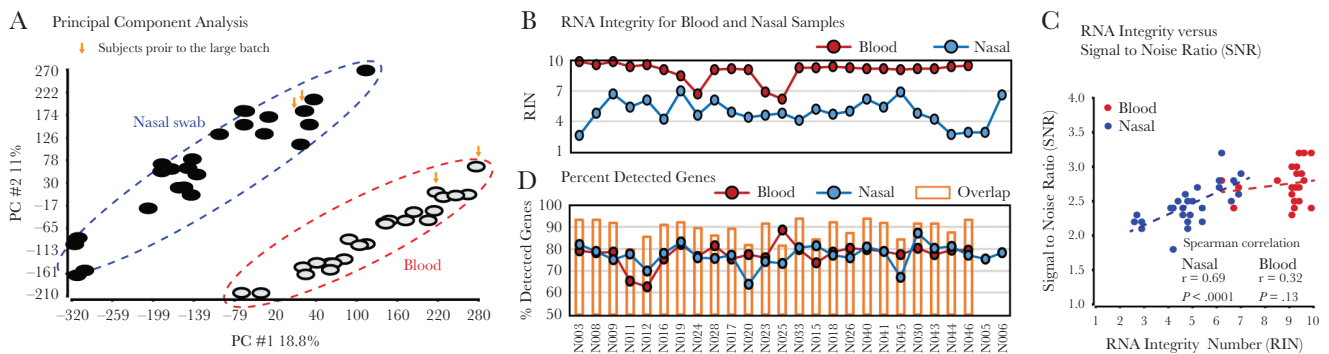 A
Principal Component Analysis
Subjects proir to the large batch
270
222
174
126
78
30
−17
−65
−113
−161
−210
PC #2 11%
Nasal swab
Blood
−320
−259
−199
−139
−79
−20
40
100
160
220
280
PC #1 18.8%
B
RNA Integrity for Blood and Nasal Samples
Blood
Nasal
10
7
4
1
RIN
D
Percent Detected Genes
Blood
Nasal
Overlap
100
90
80
70
60
50
% Detected Genes
N003
N008
N009
N011
N012
N016
N019
N024
N028
N017
N020
N023
N025
N033
N015
N018
N026
N040
N041
N045
N030
N043
N044
N046
N005
N006
C
RNA Integrity versus
Signal to Noise Ratio (SNR)
4.0
3.5
3.0
2.5
2.0
1.5
1.0
Signal to Noise Ratio (SNR)
Blood
Nasal
Spearman correlation
Nasal Blood
r = 0.69 r = 0.32
P < .0001 P = .13
1 2 3 4 5 6 7 8 9 10
RNA Integrity Number (RIN)